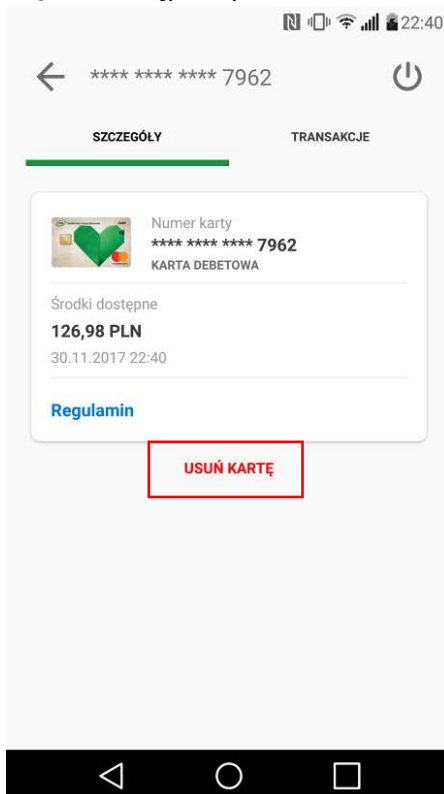 22:40
**** **** **** 7962
SZCZEGÓŁY
TRANSAKCJE
Numer karty
**** **** **** 7962
KARTA DEBETOWA
Środki dostępne
126,98 PLN
30.11.2017 22:40
Regulamin
USUŃ KARTĘ